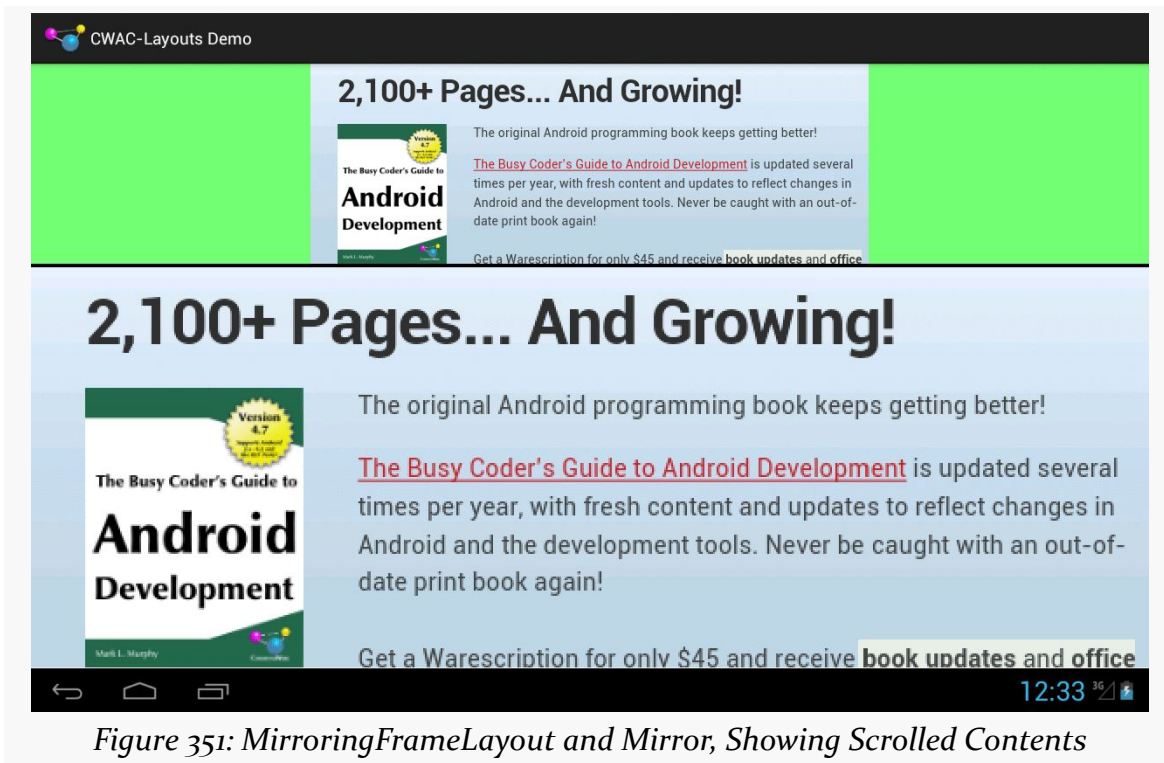 CWAC-Layouts Demo
2,100+ Pages... And Growing!
Version
4.7
The Busy Coder's Guide to
Android
Development
Mark L. Murphy
The original Android programming book keeps getting better!
The Busy Coder's Guide to Android Development is updated several
times per year, with fresh content and updates to reflect changes in
Android and the development tools. Never be caught with an out-of-
date print book again!
Get a Warescription for only $45 and receive book updates and office
2,100+ Pages... And Growing!
Version
4.7
The Busy Coder's Guide to
Android
Development
Mark L. Murphy
CommonsWare
The original Android programming book keeps getting better!
The Busy Coder's Guide to Android Development is updated several
times per year, with fresh content and updates to reflect changes in
Android and the development tools. Never be caught with an out-of-
date print book again!
Get a Warescription for only $45 and receive book updates and office
12:33 3G
Figure 351: MirroringFrameLayout and Mirror, Showing Scrolled Contents